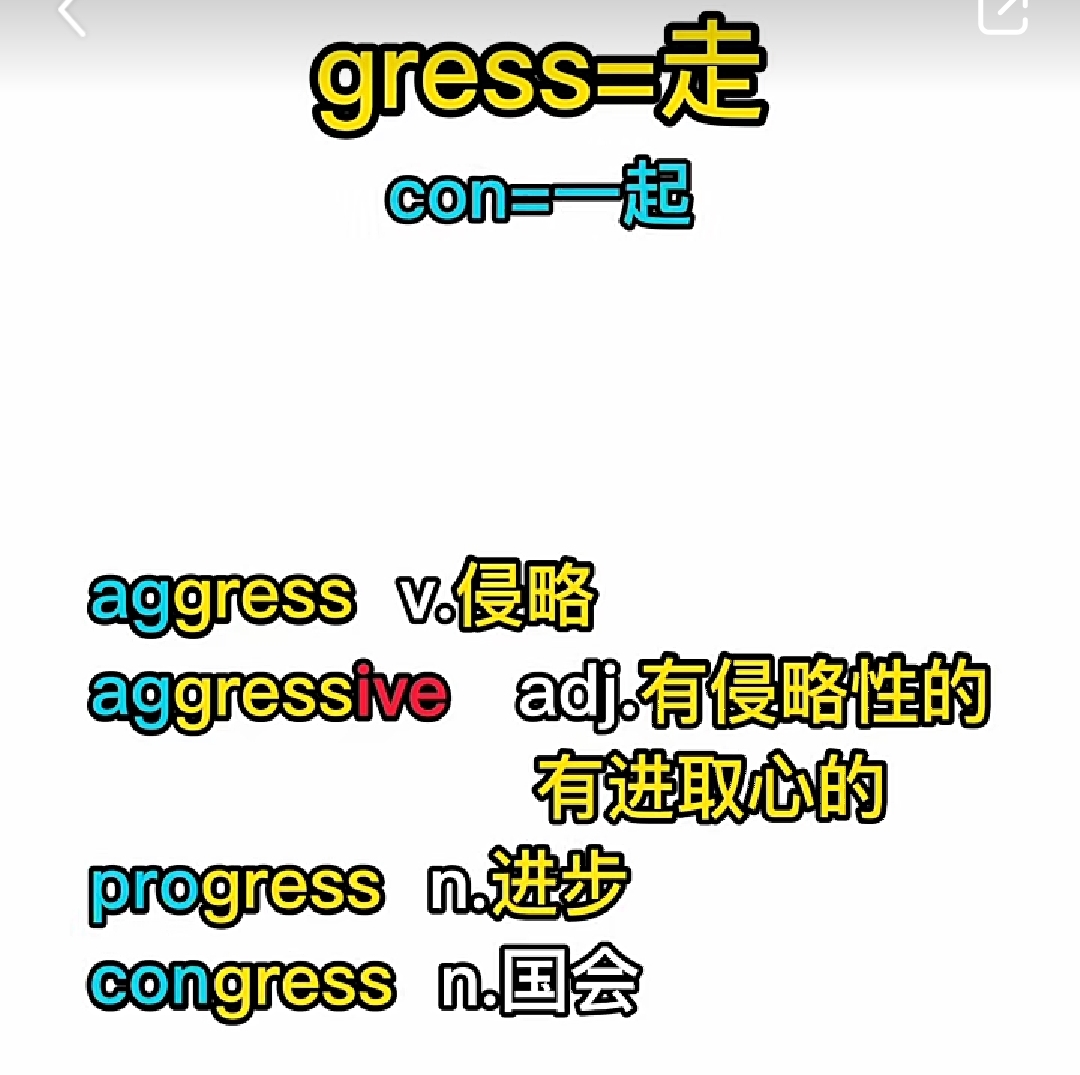 gress=走
con=一起
aggress v.侵略
aggressive adj.有侵略性的
有进取心的
progress n.进步
congress n.国会